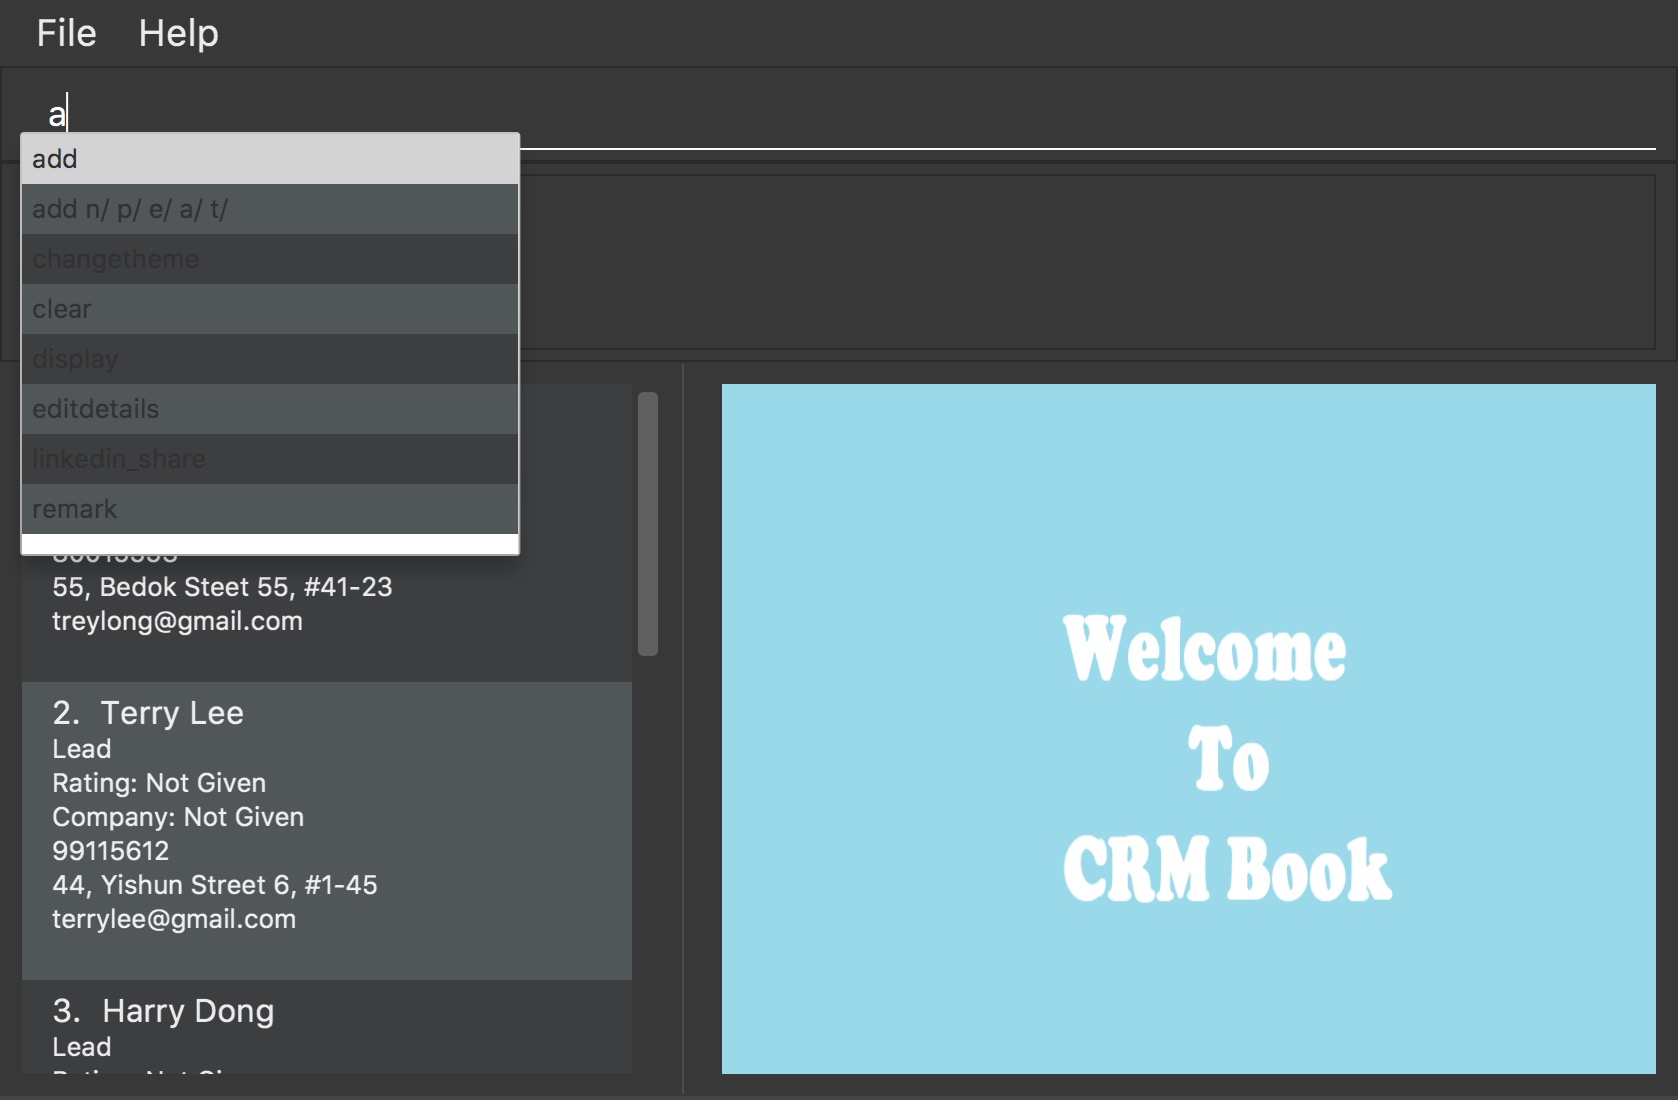 File Help
a
add
add n/ p/ e/ a/ t/
changetheme
clear
display
editdetails
linkedin_share
remark
55, Bedok Steet 55, #41-23
treylong@gmail.com
2. Terry Lee
Lead
Rating: Not Given
Company: Not Given
99115612
44, Yishun Street 6, #1-45
terrylee@gmail.com
3. Harry Dong
Lead
Welcome
To
CRM Book